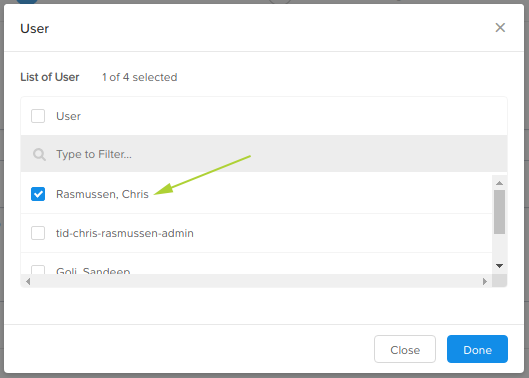 User
List of User 1 of 4 selected
User
Type to Filter...
Rasmussen, Chris
tid-chris-rasmussen-admin
Goli, Sandeep
Close Done